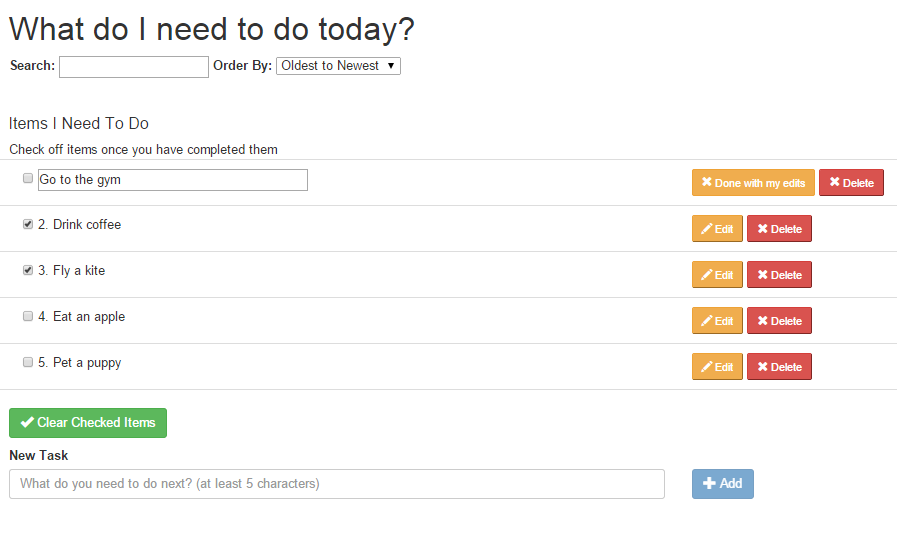 What do I need to do today?
Search: Order By: Oldest to Newest
Items I Need To Do
Check off items once you have completed them
Go to the gym Done with my edits Delete
2. Drink coffee Edit Delete
3. Fly a kite Edit Delete
4. Eat an apple Edit Delete
5. Pet a puppy Edit Delete
Clear Checked Items
New Task
What do you need to do next? (at least 5 characters) Add